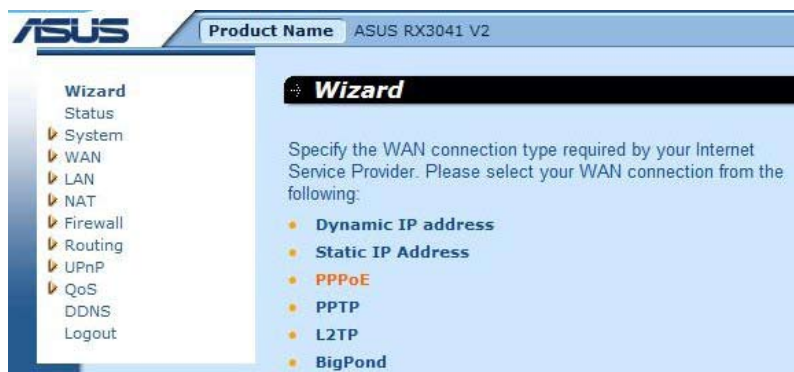 ASUS
Product Name ASUS RX3041 V2
Wizard
Status
System
WAN
LAN
NAT
Firewall
Routing
UPnP
QoS
DDNS
Logout
Wizard
Specify the WAN connection type required by your Internet
Service Provider. Please select your WAN connection from the
following:
Dynamic IP address
Static IP Address
PPPoE
PPTP
L2TP
BigPond